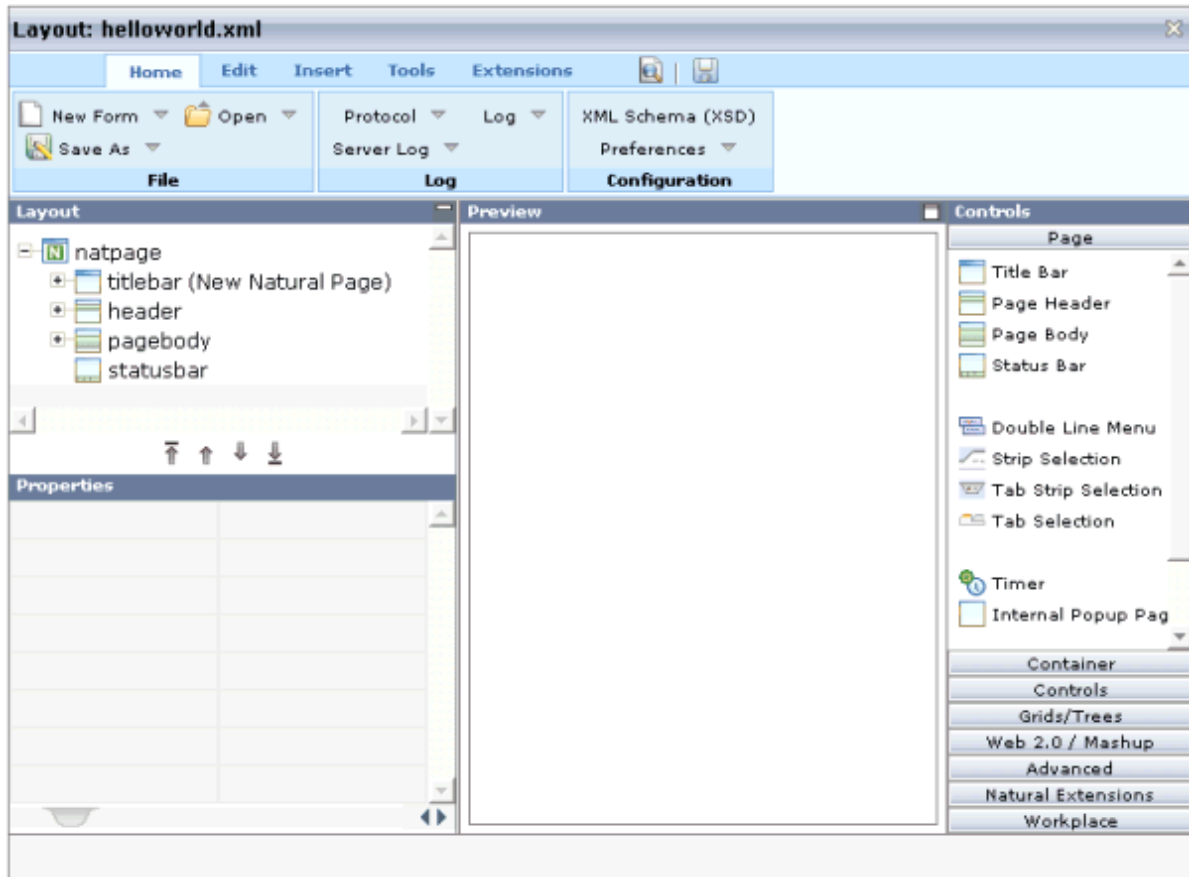 Layout: helloworld.xml
Home Edit Insert Tools Extensions
New Form Open
Save As
File
Protocol Log
Server Log
Log
XML Schema (XSD)
Preferences
Configuration
Layout
natpage
titlebar (New Natural Page)
header
pagebody
statusbar
Properties
Preview
Controls
Page
Title Bar
Page Header
Page Body
Status Bar
Double Line Menu
Strip Selection
Tab Strip Selection
Tab Selection
Timer
Internal Popup Pag
Container
Controls
Grids/Trees
Web 2.0 / Mashup
Advanced
Natural Extensions
Workplace